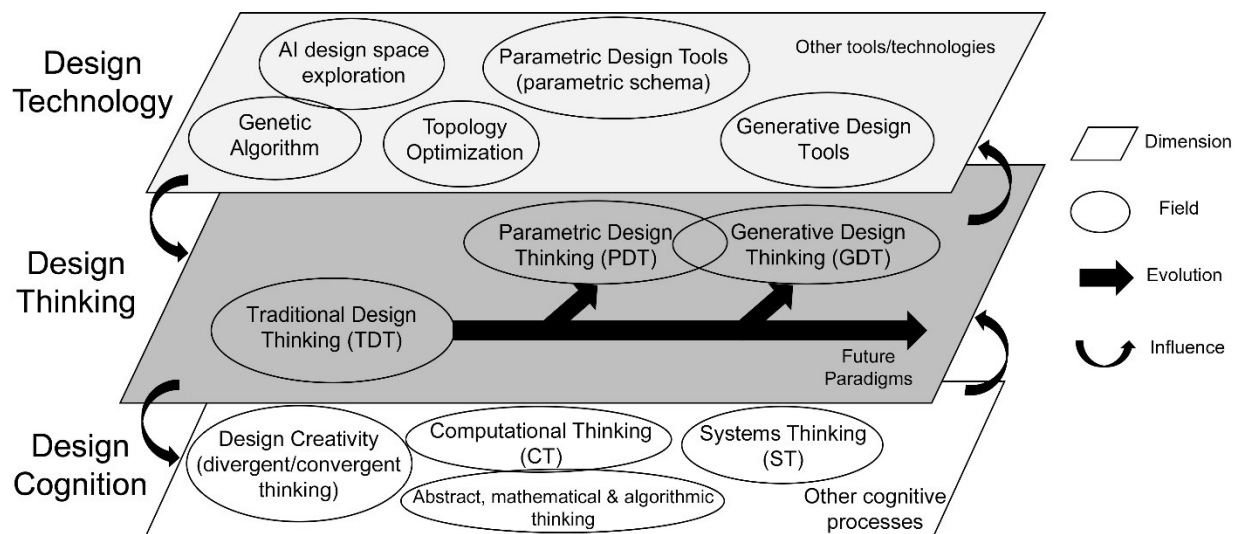 Design
Technology
AI design space
exploration
Parametric Design Tools
(parametric schema)
Other tools/technologies
Genetic
Algorithm
Topology
Optimization
Generative Design
Tools
Design
Thinking
Parametric Design
Thinking (PDT)
Generative Design
Thinking (GDT)
Traditional Design
Thinking (TDT)
Future
Paradigms
Design
Cognition
Design Creativity
(divergent/convergent
thinking)
Computational Thinking
(CT)
Systems Thinking
(ST)
Abstract, mathematical & algorithmic
thinking
Other cognitive
processes
Dimension
Field
Evolution
Influence